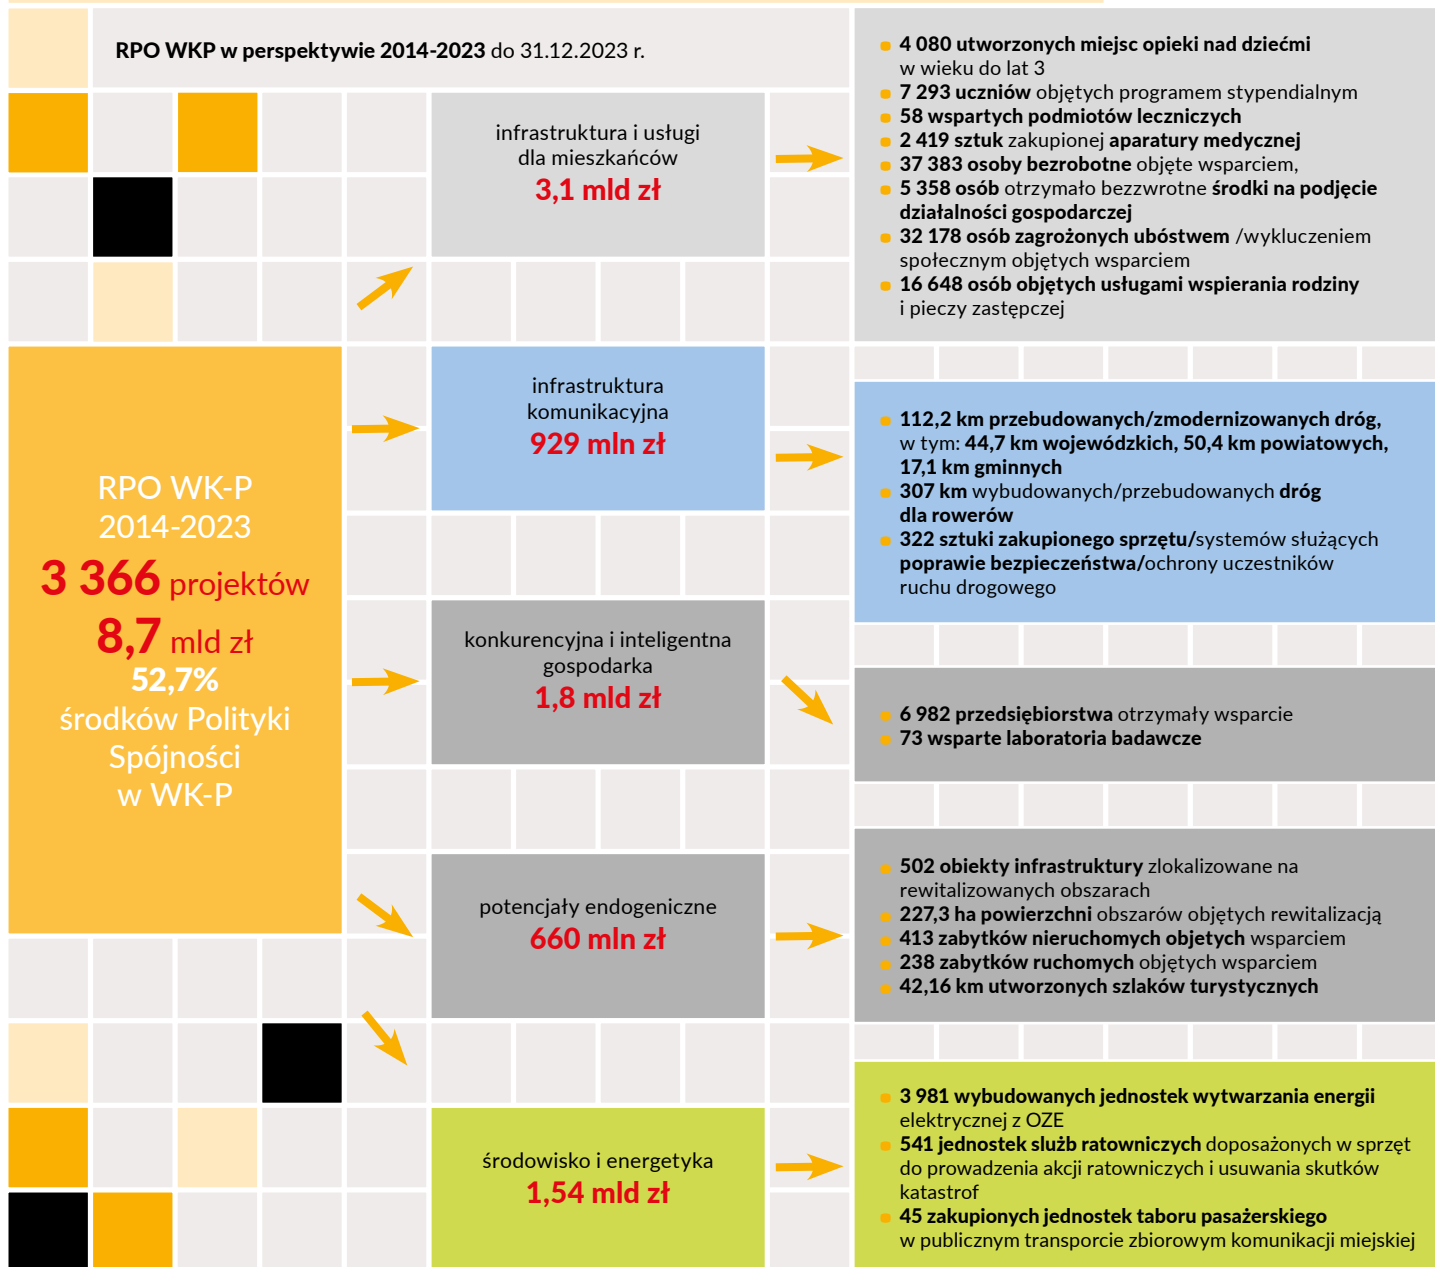 RPO WKP w perspektywie 2014-2023 do 31.12.2023 r.
RPO WK-P
2014-2023
3 366 projektów
8,7 mld zł
52,7%
środków Polityki
Spójności
w WK-P
infrastruktura i usługi
dla mieszkańców
3,1 mld zł
4 080 utworzonych miejsc opieki nad dziećmi
w wieku do lat 3
7 293 uczniów objętych programem stypendialnym
58 wspartych podmiotów leczniczych
2 419 sztuk zakupionej aparatury medycznej
37 383 osoby bezrobotne objęte wsparciem,
5 358 osób otrzymało bezzwrotne środki na podjęcie
działalności gospodarczej
32 178 osób zagrożonych ubóstwem /wykluczeniem
społecznym objętych wsparciem
16 648 osób objętych usługami wspierania rodziny
i pieczy zastępczej
infrastruktura
komunikacyjna
929 mln zł
112,2 km przebudowanych/zmodernizowanych dróg,
w tym: 44,7 km wojewódzkich, 50,4 km powiatowych,
17,1 km gminnych
307 km wybudowanych/przebudowanych dróg
dla rowerów
322 sztuki zakupionego sprzętu/systemów służących
poprawie bezpieczeństwa/ochrony uczestników
ruchu drogowego
konkurencyjna i inteligentna
gospodarka
1,8 mld zł
6 982 przedsiębiorstwa otrzymały wsparcie
73 wsparte laboratoria badawcze
potencjały endogeniczne
660 mln zł
502 obiekty infrastruktury zlokalizowane na
rewitalizowanych obszarach
227,3 ha powierzchni obszarów objętych rewitalizacją
413 zabytków nieruchomych objetych wsparciem
238 zabytków ruchomych objętych wsparciem
42,16 km utworzonych szlaków turystycznych
środowisko i energetyka
1,54 mld zł
3 981 wybudowanych jednostek wytwarzania energii
elektrycznej z OZE
541 jednostek slużb ratowniczych doposażonych w sprzęt
do prowadzenia akcji ratowniczych i usuwania skutków
katastrof
45 zakupionych jednostek taboru pasażerskiego
w publicznym transporcie zbiorowym komunikacji miejskiej